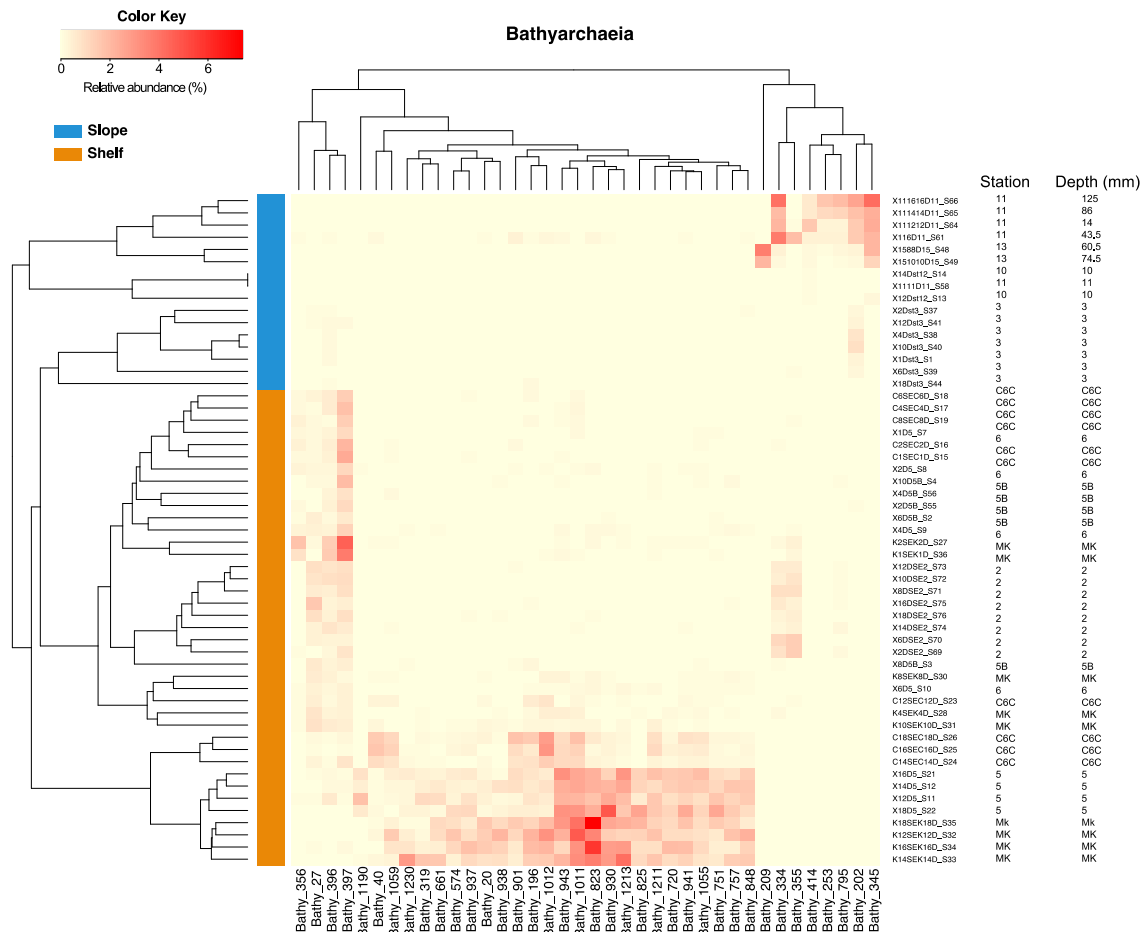 Color Key
0 2 4 6
Relative abundance (%)
Slope
Shelf
Bathyarchaeia
Station Depth (mm)
X111616D11_S66 11 125
X111414D11_S65 11 86
X111212D11_S64 11 14
X116D11_S61 11 43.5
X1588D15_S48 13 60.5
X151010D15_S49 13 74.5
X14Dst12_S14 10 10
X1111D11_S58 11 11
X12Dst12_S13 10 10
X2Dst3_S37 3 3
X12Dst3_S41 3 3
X4Dst3_S38 3 3
X10Dst3_S40 3 3
X1Dst3_S1 3 3
X6Dst3_S39 3 3
X18Dst3_S44 3 3
C6SEC6D_S18 C6C C6C
C4SEC4D_S17 C6C C6C
C8SEC8D_S19 C6C C6C
X1D5_S7 C6C C6C
C2SEC2D_S16 6 6
C1SEC1D_S15 C6C C6C
X2D5_S8 C6C C6C
X10D5B_S4 6 6
X4D5B_S56 5B 5B
X2D5B_S55 5B 5B
X6D5B_S2 5B 5B
X4D5_S9 5B 5B
K2SEK2D_S27 6 6
K1SEK1D_S36 MK MK
X12DSE2_S73 MK MK
X10DSE2_S72 2 2
X8DSE2_S71 2 2
X16DSE2_S75 2 2
X18DSE2_S76 2 2
X14DSE2_S74 2 2
X6DSE2_S70 2 2
X2DSE2_S69 2 2
X8D5B_S3 2 2
K8SEK8D_S30 5B 5B
X6D5_S10 MK MK
C12SEC12D_S23 6 6
K4SEK4D_S28 C6C C6C
K10SEK10D_S31 MK MK
C18SEC18D_S26 MK MK
C16SEC16D_S25 C6C C6C
C14SEC14D_S24 C6C C6C
X16D5_S21 C6C C6C
X14D5_S12 5 5
X12D5_S11 5 5
X18D5_S22 5 5
K18SEK18D_S35 5 5
K12SEK12D_S32 Mk Mk
K16SEK16D_S34 MK MK
K14SEK14D_S33 MK MK
MK MK
Bathy_356
Bathy_27
Bathy_396
Bathy_397
Bathy_1190
Bathy_40
Bathy_1059
Bathy_1230
Bathy_319
Bathy_661
Bathy_574
Bathy_937
Bathy_20
Bathy_938
Bathy_901
Bathy_196
Bathy_1012
Bathy_943
Bathy_1011
Bathy_823
Bathy_930
Bathy_1213
Bathy_825
Bathy_1211
Bathy_720
Bathy_941
Bathy_1055
Bathy_751
Bathy_757
Bathy_848
Bathy_209
Bathy_334
Bathy_355
Bathy_414
Bathy_253
Bathy_795
Bathy_202
Bathy_345